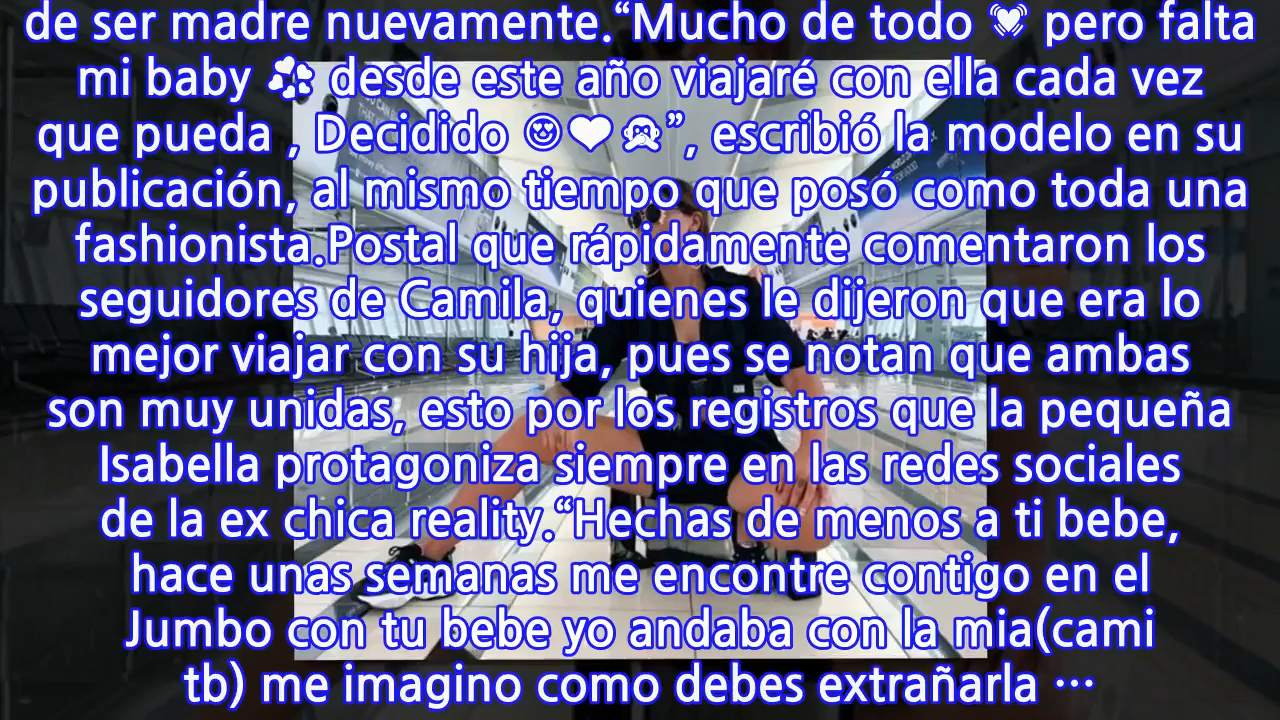 de ser madre nuevamente.“Mucho de todo 💓 pero falta
mi baby 💞 desde este año viajaré con ella cada vez
que pueda , Decidido 😍❤🙊”, escribió la modelo en su
publicación, al mismo tiempo que posó como toda una
fashionista.Postal que rápidamente comentaron los
seguidores de Camila, quienes le dijeron que era lo
mejor viajar con su hija, pues se notan que ambas
son muy unidas, esto por los registros que la pequeña
Isabella protagoniza siempre en las redes sociales
de la ex chica reality.“Hechas de menos a ti bebe,
hace unas semanas me encontre contigo en el
Jumbo con tu bebe yo andaba con la mia(cami
tb) me imagino como debes extrañarla …